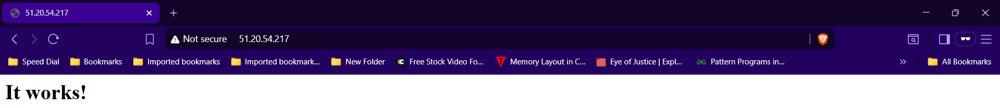 51.20.54.217
Not secure 51.20.54.217
Speed Dial Bookmarks Imported bookmarks Imported bookmark... New Folder Free Stock Video Fo... Memory Layout in C... Eye of Justice | Expl... Pattern Programs in... All Bookmarks
It works!